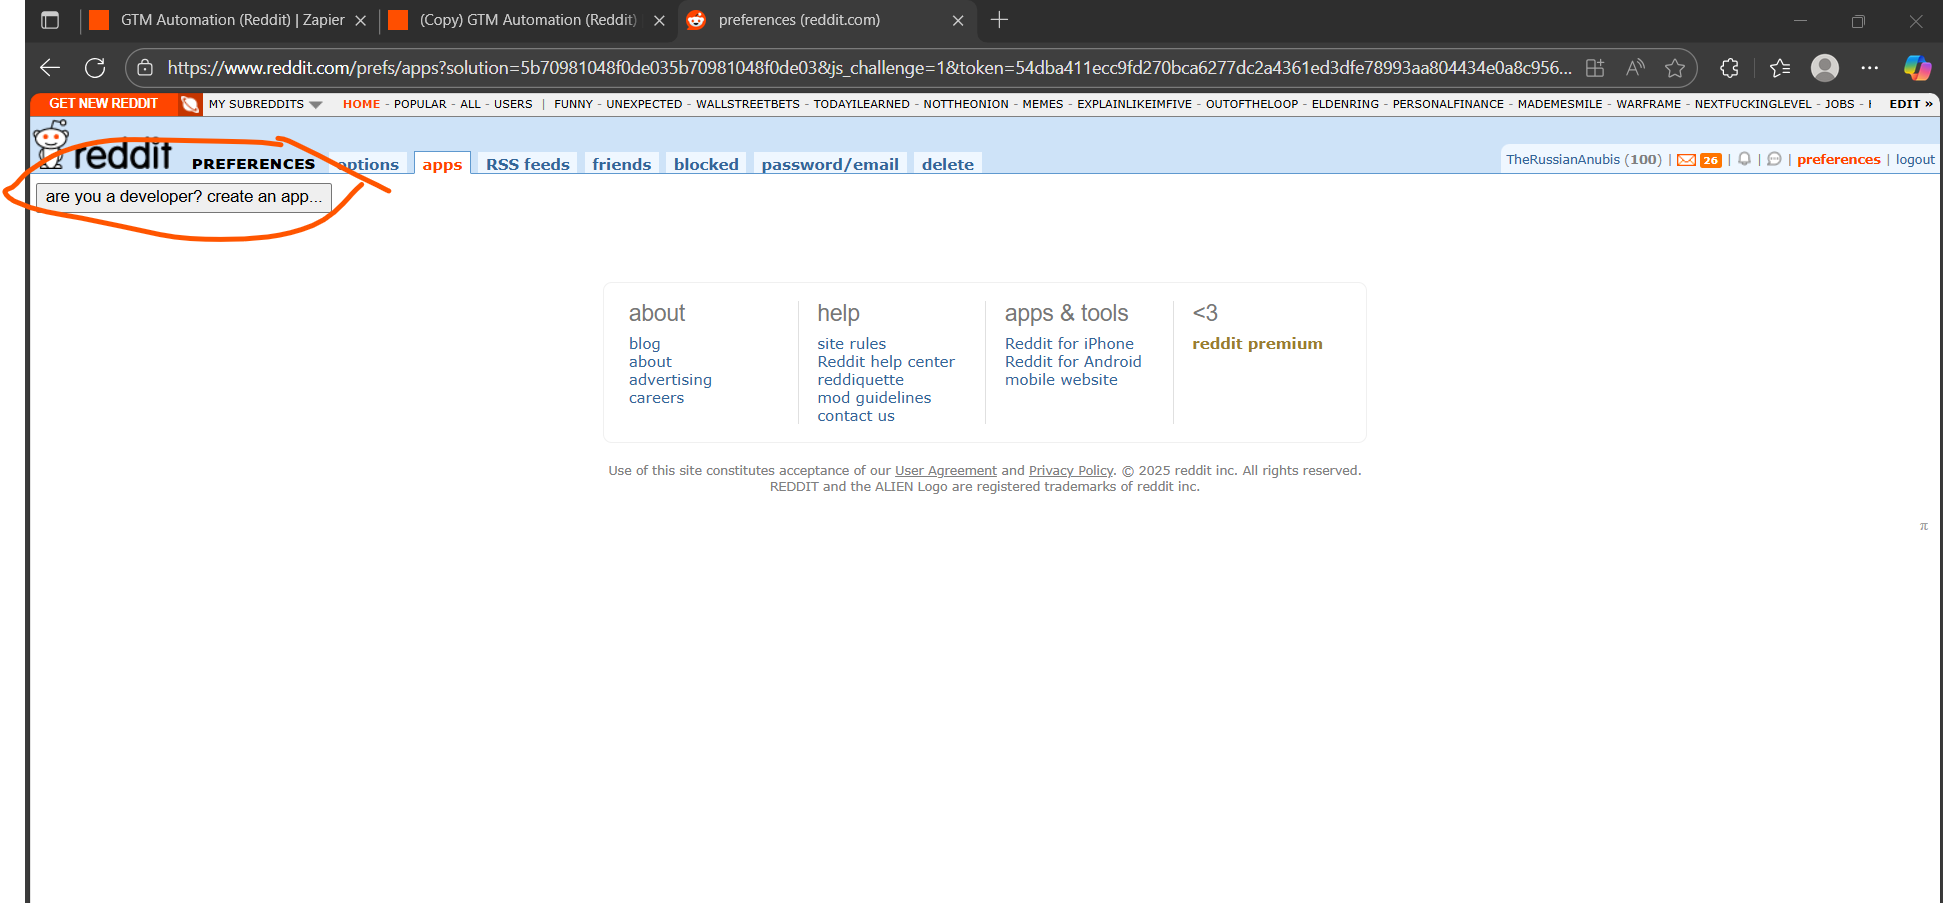 GTM Automation (Reddit) | Zapier
(Copy) GTM Automation (Reddit)
preferences (reddit.com)
https://www.reddit.com/prefs/apps?solution=5b70981048f0de035b70981048f0de03&js_challenge=1&token=54dba411ecc9fd270bca6277dc2a4361ed3dfe78993aa804434e0a8c956...
GET NEW REDDIT MY SUBREDDITS HOME - POPULAR - ALL - USERS | FUNNY - UNEXPECTED - WALLSTREETBETS - TODAYILEARNED - NOTTHEONION - MEMES - EXPLAINLIKEIMFIVE - OUTOFTHELOOP - ELDENRING - PERSONALFINANCE - MADEMESMILE - WARFRAME - NEXTFUCKINGLEVEL - JOBS - EDIT »
reddit PREFERENCES options apps RSS feeds friends blocked password/email delete
TheRussianAnubis (100) | 26 | | | preferences | logout
are you a developer? create an app...
about
blog
about
advertising
careers
help
site rules
Reddit help center
reddiquette
mod guidelines
contact us
apps & tools
Reddit for iPhone
Reddit for Android
mobile website
<3
reddit premium
Use of this site constitutes acceptance of our User Agreement and Privacy Policy. © 2025 reddit inc. All rights reserved.
REDDIT and the ALIEN Logo are registered trademarks of reddit inc.
π